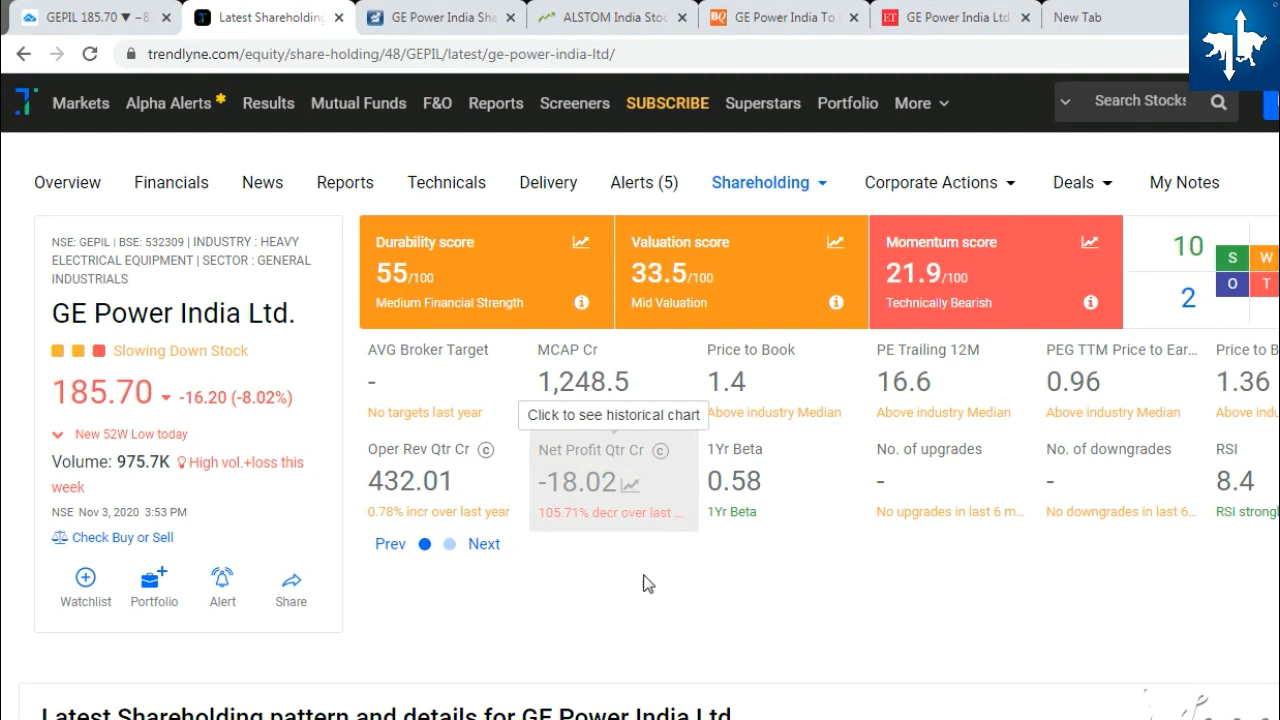 GEPIL 185.70 ▼ −8.
Latest Shareholding
GE Power India Sha
ALSTOM India Stoc
GE Power India To
GE Power India Ltd.
New Tab
trendlyne.com/equity/share-holding/48/GEPIL/latest/ge-power-india-ltd/
Markets Alpha Alerts Results Mutual Funds F&O Reports Screeners SUBSCRIBE Superstars Portfolio More Search Stocks
Overview Financials News Reports Technicals Delivery Alerts (5) Shareholding Corporate Actions Deals My Notes
NSE: GEPIL | BSE: 532309 | INDUSTRY : HEAVY
ELECTRICAL EQUIPMENT | SECTOR : GENERAL
INDUSTRIALS
GE Power India Ltd.
Slowing Down Stock
185.70 -16.20 (-8.02%)
New 52W Low today
Volume: 975.7K High vol.+loss this
week
NSE Nov 3, 2020 3:53 PM
Check Buy or Sell
Watchlist Portfolio Alert Share
Durability score
55/100
Medium Financial Strength
Valuation score
33.5/100
Mid Valuation
Momentum score
21.9/100
Technically Bearish
10
S W
2
O T
AVG Broker Target
-
No targets last year
MCAP Cr
1,248.5
Click to see historical chart
Price to Book
1.4
Above industry Median
PE Trailing 12M
16.6
Above industry Median
PEG TTM Price to Ear...
0.96
Above industry Median
Price to B
1.36
Above indu
Oper Rev Qtr Cr ©
432.01
0.78% incr over last year
Net Profit Qtr Cr ©
-18.02
105.71% decr over last ...
1Yr Beta
0.58
1Yr Beta
No. of upgrades
-
No upgrades in last 6 m...
No. of downgrades
-
No downgrades in last 6...
RSI
8.4
RSI strongl
Prev Next
Latest Shareholding pattern and details for GE Power India Ltd.